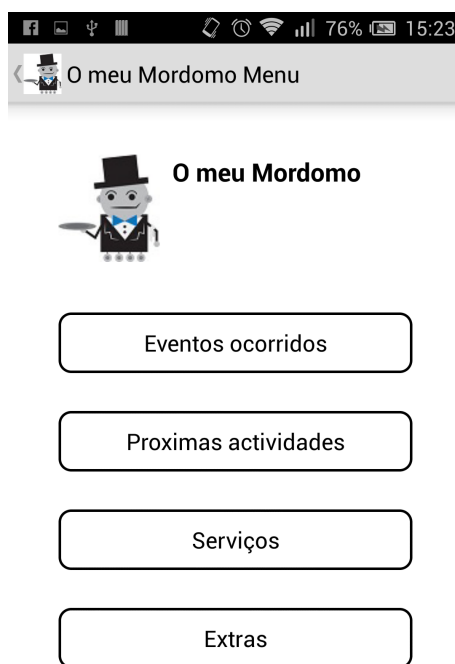 76% 15:23
O meu Mordomo Menu
O meu Mordomo
Eventos ocorridos
Proximas actividades
Serviços
Extras